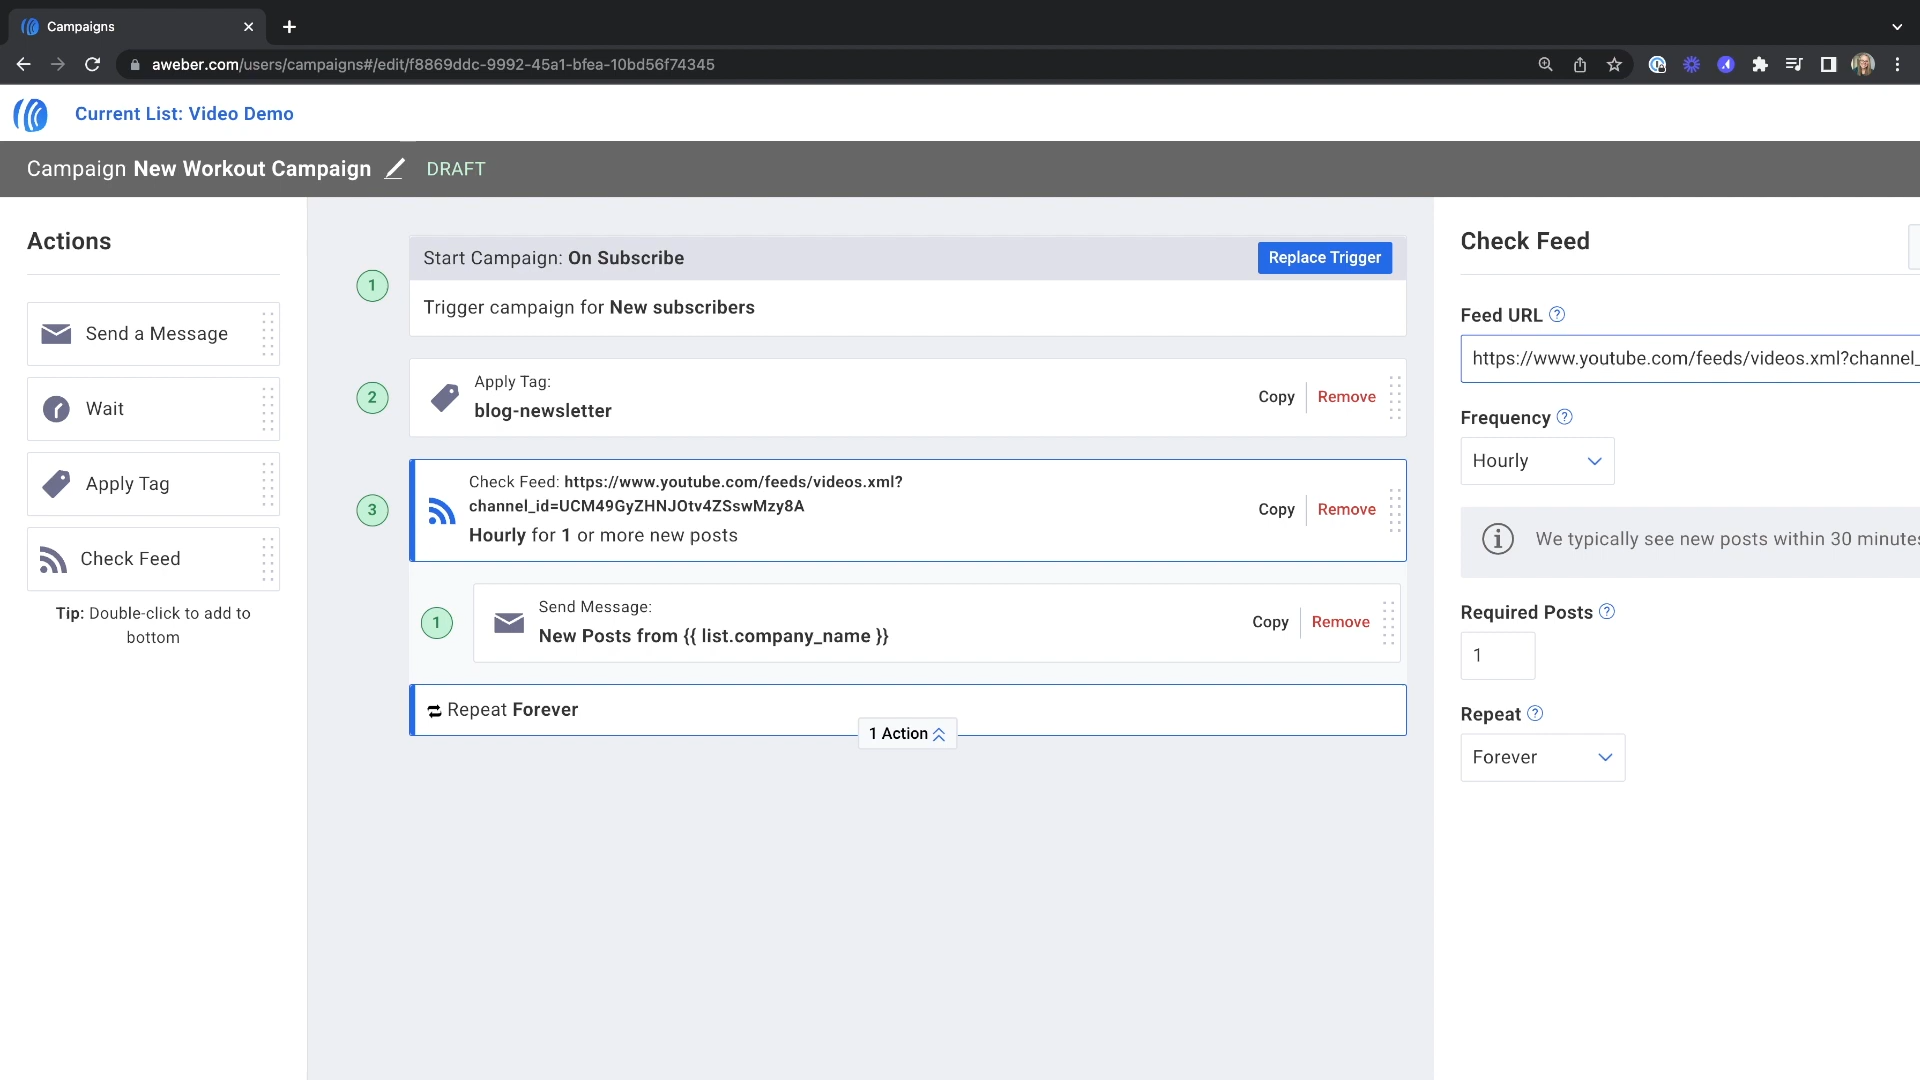 Campaigns
aweber.com/users/campaigns#/edit/f8869ddc-9992-45a1-bfea-10bd56f74345
Current List: Video Demo
Campaign New Workout Campaign DRAFT
Actions
Send a Message
Wait
Apply Tag
Check Feed
Tip: Double-click to add to
bottom
1
Start Campaign: On Subscribe
Replace Trigger
Trigger campaign for New subscribers
2
Apply Tag:
blog-newsletter
Copy
Remove
3
Check Feed: https://www.youtube.com/feeds/videos.xml?
channel_id=UCM49GyZHNJOtv4ZSswMzy8A
Hourly for 1 or more new posts
Copy
Remove
1
Send Message:
New Posts from {{ list.company_name }}
Copy
Remove
Repeat Forever
1 Action
Check Feed
Feed URL
https://www.youtube.com/feeds/videos.xml?channel_
Frequency
Hourly
We typically see new posts within 30 minutes
Required Posts
1
Repeat
Forever